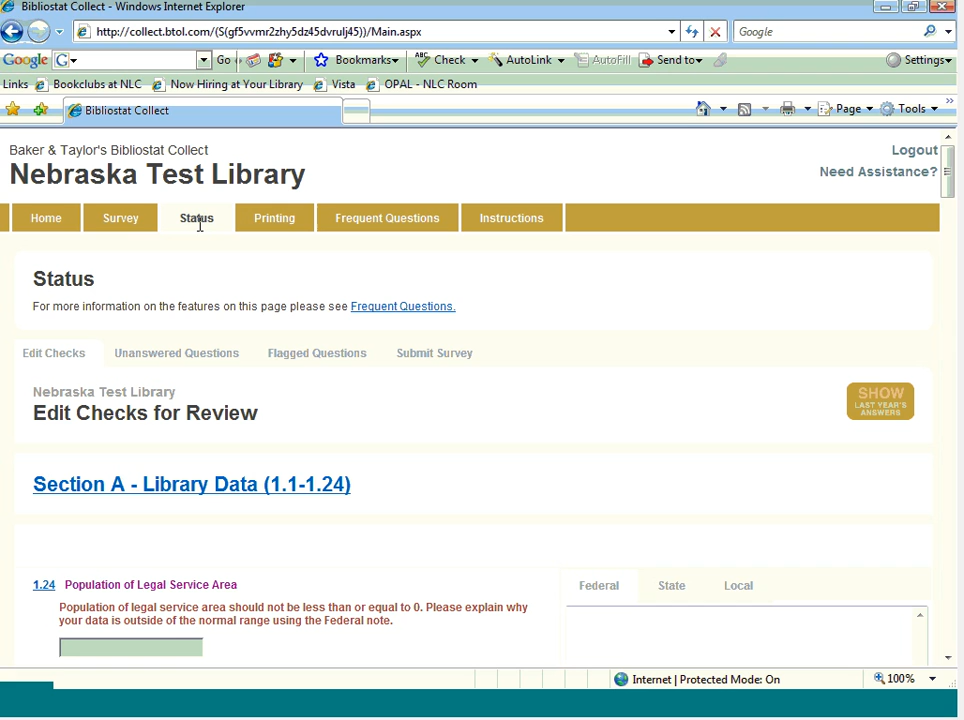 Bibliostat Collect - Windows Internet Explorer
http://collect.btol.com/(S(gf5vvmr2zhy5dz45dvrulj45))/Main.aspx
Google
Google G Go Bookmarks Check AutoLink AutoFill Send to Settings
Links Bookclubs at NLC Now Hiring at Your Library Vista OPAL - NLC Room
Bibliostat Collect Page Tools
Baker & Taylor's Bibliostat Collect
Logout
Nebraska Test Library
Need Assistance?
Home Survey Status Printing Frequent Questions Instructions
Status
For more information on the features on this page please see Frequent Questions.
Edit Checks Unanswered Questions Flagged Questions Submit Survey
Nebraska Test Library
Edit Checks for Review
SHOW
LAST YEAR'S
ANSWERS
Section A - Library Data (1.1-1.24)
1.24 Population of Legal Service Area
Federal State Local
Population of legal service area should not be less than or equal to 0. Please explain why
your data is outside of the normal range using the Federal note.
Internet | Protected Mode: On 100%